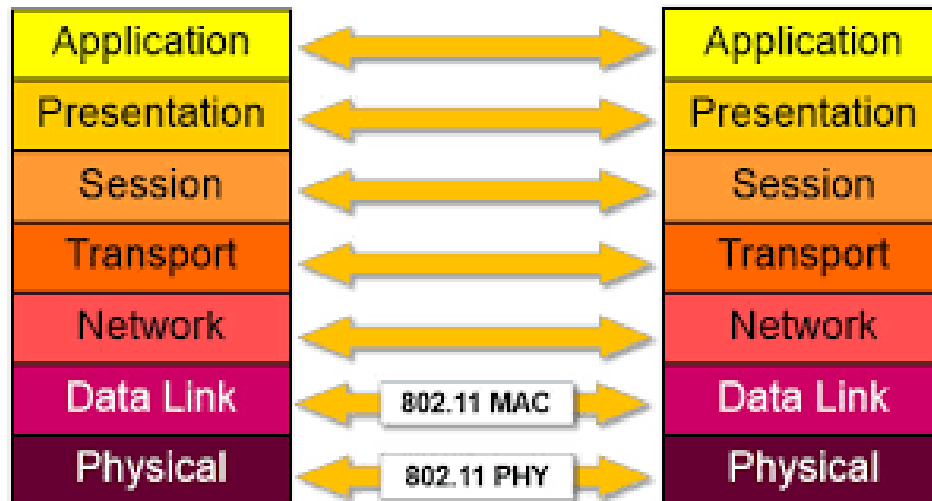 Application Application
Presentation Presentation
Session Session
Transport Transport
Network Network
Data Link 802.11 MAC Data Link
Physical 802.11 PHY Physical